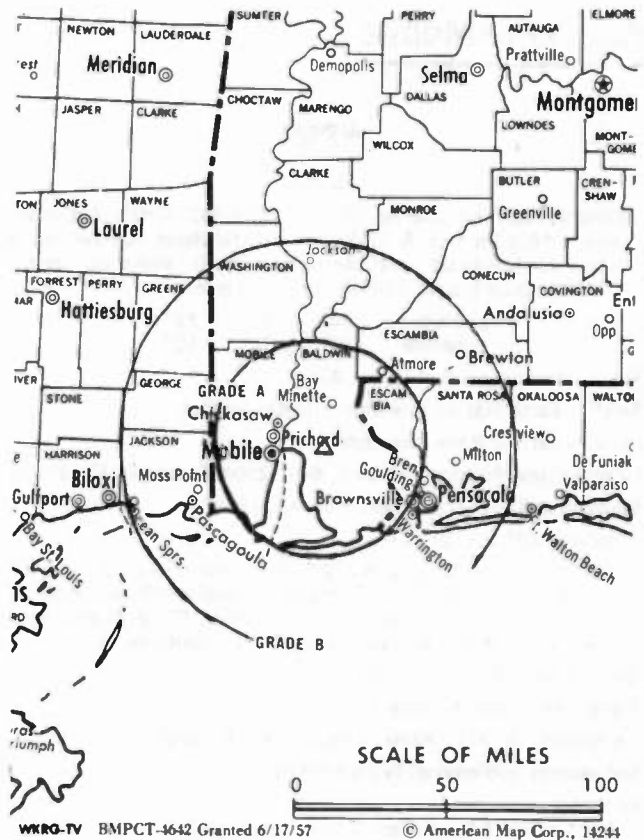 SUMTER
PERRY
AUTAUGA
ELMORE
NEWTON
LAUDERDALE
Demopolis
Prattville
Meridian
Selma
DALLAS
Montgomer
JASPER
CLARKE
CHOCTAW
MARENGO
LOWNDES
MONT-
GOME
WILCOX
CLARKE
BUTLER
CREN-
SHAW
JONES
WAYNE
Laurel
MONROE
Greenville
Jackson
WASHINGTON
CONECUH
FORREST
PERRY
GREENE
COVINGTON
Hattiesburg
Andalusia
Opp
ESCAMBIA
MOBILE
BALDWIN
Atmore
Brewton
GEORGE
GRADE A
Bay
Minette
ESCAM
BIA
SANTA ROSA
OKALOOSA
WALTO
STONE
Chickasaw
Prichard
Crestview
JACKSON
Mobile
Milton
HARRISON
Moss Point
Bren
Goulding
De Funiak
Valparaiso
Gulfport
Biloxi
Brownsville
Pensacola
Pascagoula
Warrington
Ft. Walton Beach
Bay St. Louis
GRADE B
SCALE OF MILES
0 50 100
WKRG-TV BMPCT-4642 Granted 6/17/57 © American Map Corp., 14244